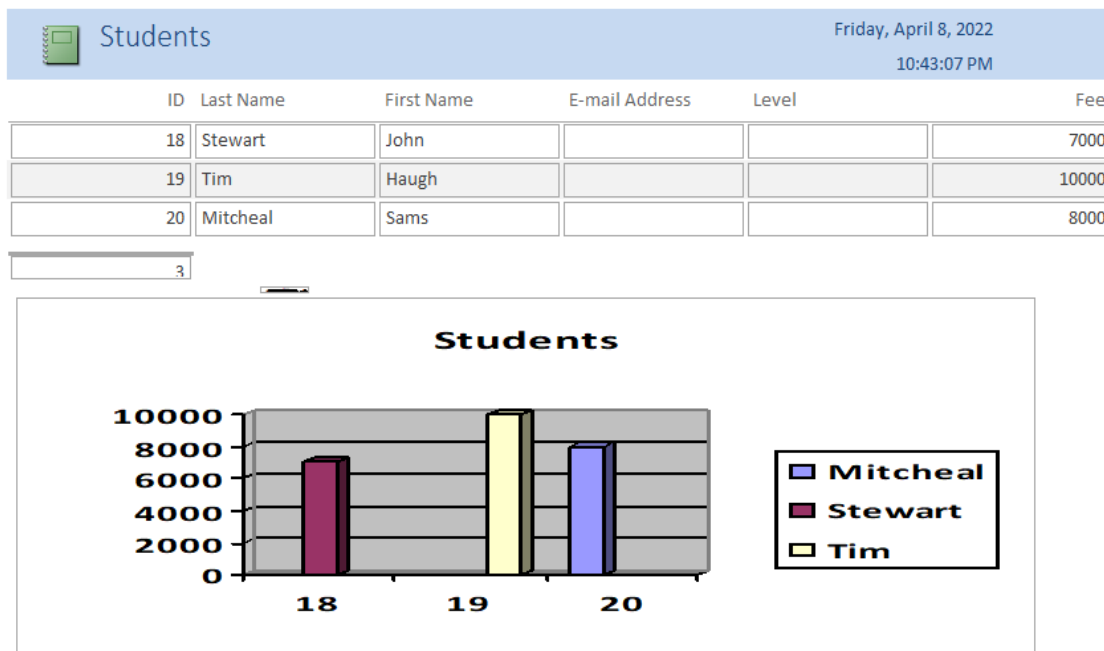 Students
Friday, April 8, 2022
10:43:07 PM
ID Last Name First Name E-mail Address Level Fee
18 Stewart John 7000
19 Tim Haugh 10000
20 Mitcheal Sams 8000
3
Students
10000
8000
6000
4000
2000
0
18 19 20
Mitcheal
Stewart
Tim